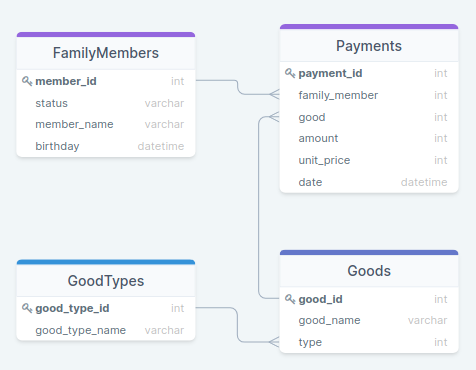 FamilyMembers
member_id int
status varchar
member_name varchar
birthday datetime
Payments
payment_id int
family_member int
good int
amount int
unit_price int
date datetime
GoodTypes
good_type_id int
good_type_name varchar
Goods
good_id int
good_name varchar
type int